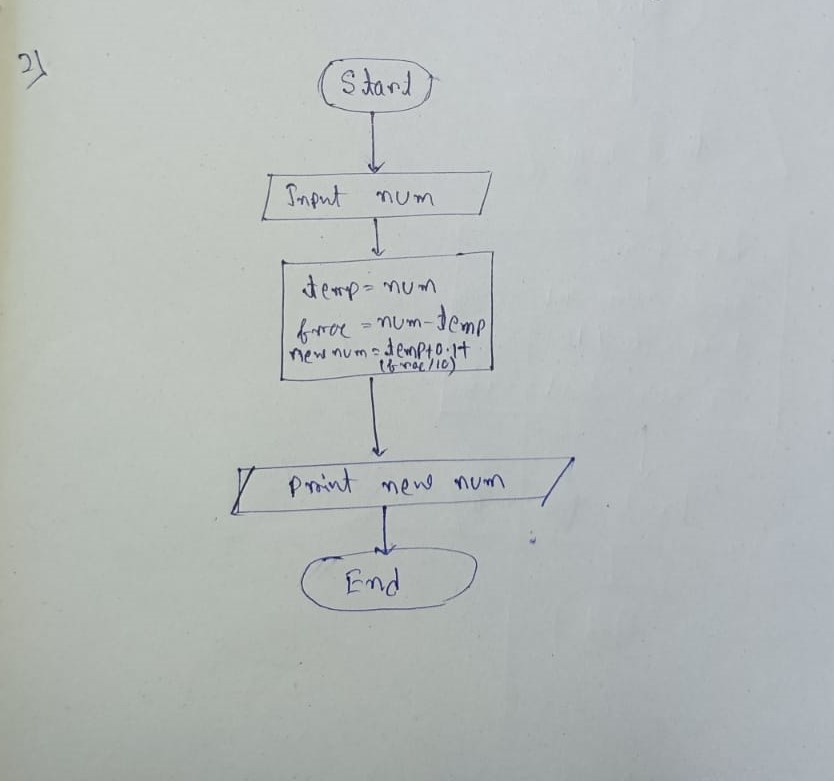 2)
Start
Input num
temp = num
frac = num - temp
new num = temp + 0.1 +
(frac/10)
Print new num
End